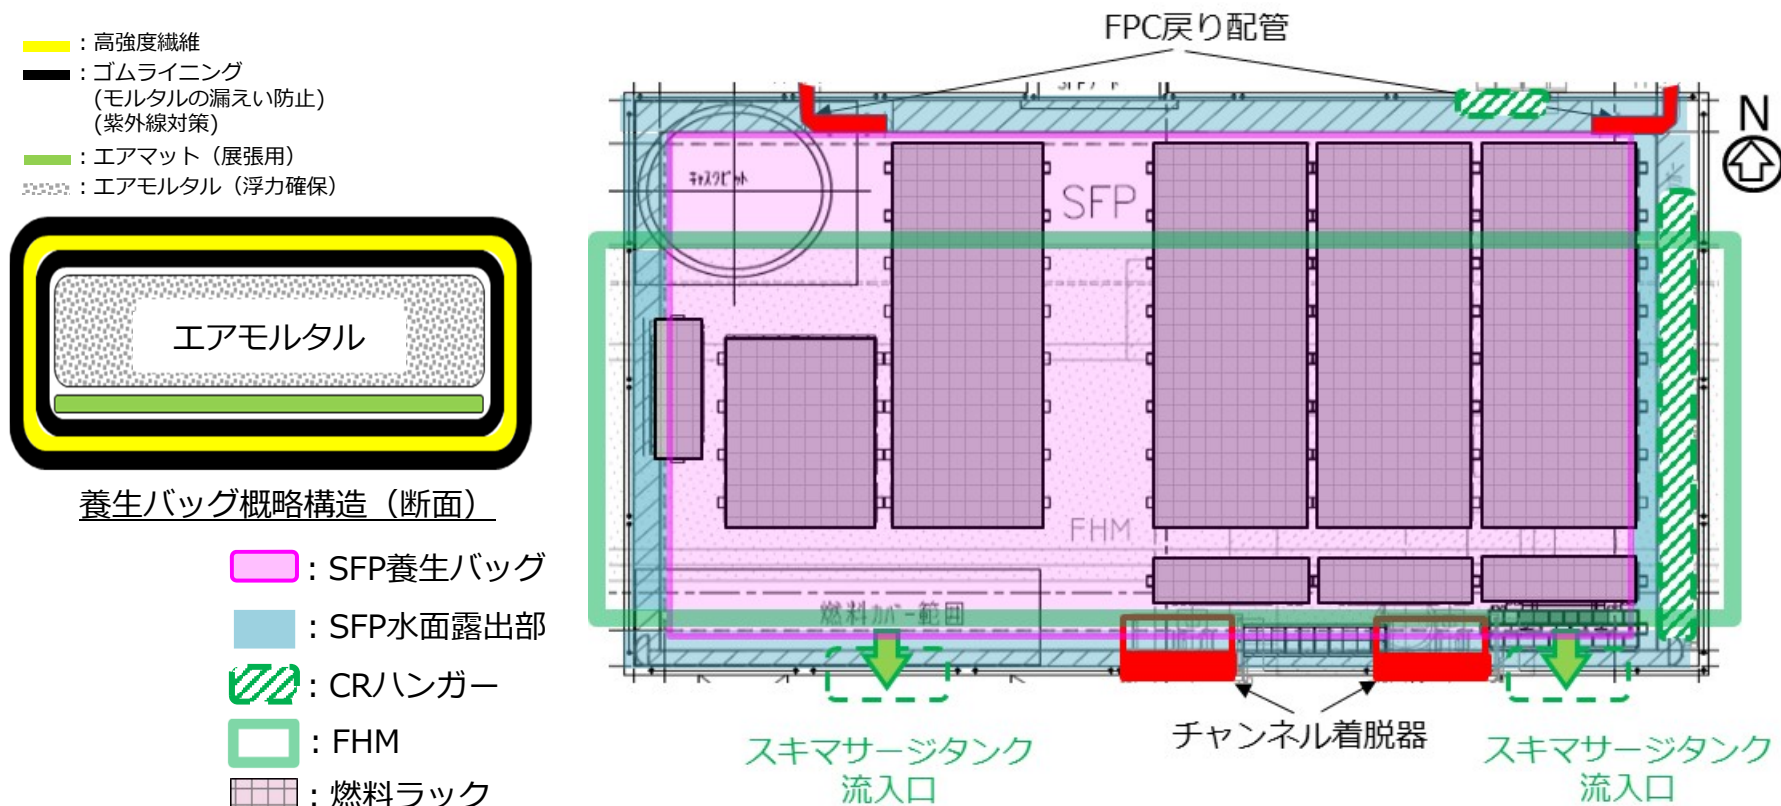 ：高強度繊維
：ゴムライニング
(モルタルの漏えい防止)
(紫外線対策)
：エアマット（展張用）
：エアモルタル（浮力確保）
エアモルタル
養生バッグ概略構造（断面）
：SFP養生バッグ
：SFP水面露出部
：CRハンガー
：FHM
：燃料ラック
FPC戻り配管
N
キャスクピット
SFP
FHM
燃料カバー範囲
チャンネル着脱器
スキマサージタンク
流入口
スキマサージタンク
流入口